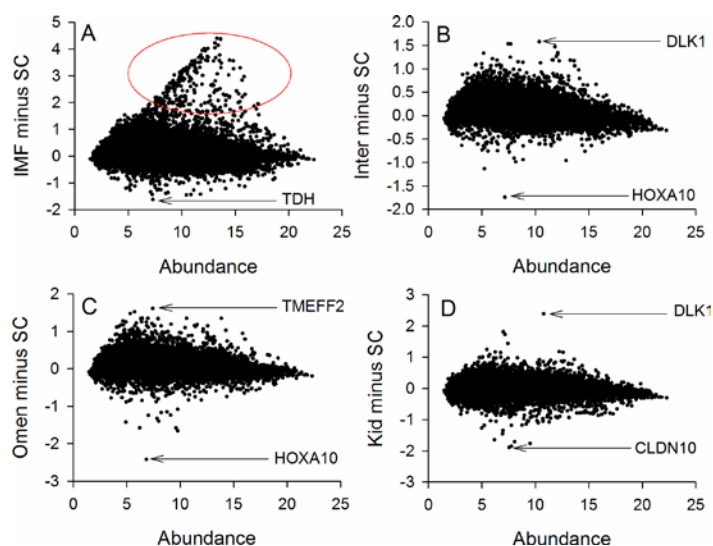 A
IMF minus SC
5
4
3
2
1
0
-1
-2
TDH
0 5 10 15 20 25
Abundance
B
Inter minus SC
2.0
1.5
1.0
0.5
0.0
-0.5
-1.0
-1.5
-2.0
DLK1
HOXA10
0 5 10 15 20 25
Abundance
C
Omen minus SC
2
1
0
-1
-2
-3
TMEFF2
HOXA10
0 5 10 15 20 25
Abundance
D
Kid minus SC
3
2
1
0
-1
-2
-3
DLK1
CLDN10
0 5 10 15 20 25
Abundance